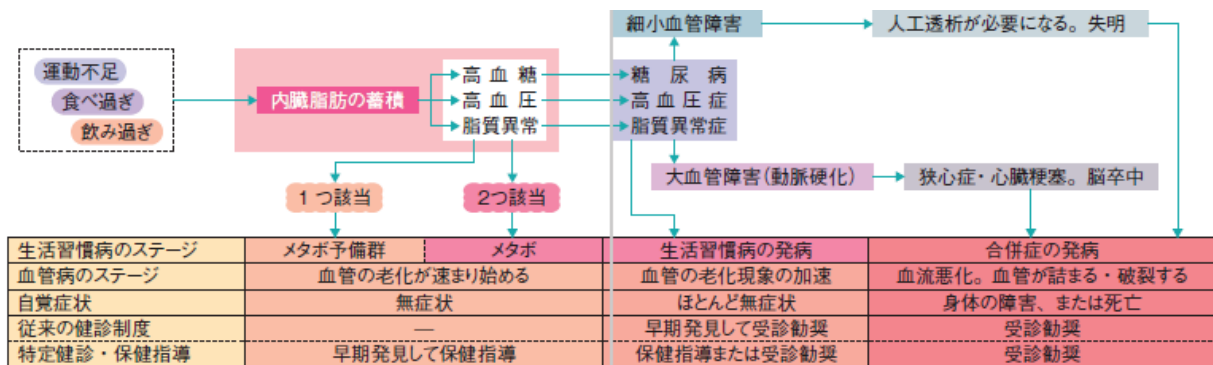 細小血管障害
人工透析が必要になる。失明
運動不足
食べ過ぎ
飲み過ぎ
内臓脂肪の蓄積
高血糖
高血圧
脂質異常
糖尿病
高血圧症
脂質異常症
大血管障害（動脈硬化）
狭心症・心臓梗塞。脳卒中
1つ該当
2つ該当
生活習慣病のステージ メタボ予備群 メタボ 生活習慣病の発病 合併症の発病
血管病のステージ 血管の老化が速まり始める 血管の老化現象の加速 血流悪化。血管が詰まる・破裂する
自覚症状 無症状 ほとんど無症状 身体の障害、または死亡
従来の健診制度 — 早期発見して受診勧奨 受診勧奨
特定健診・保健指導 早期発見して保健指導 保健指導または受診勧奨 受診勧奨